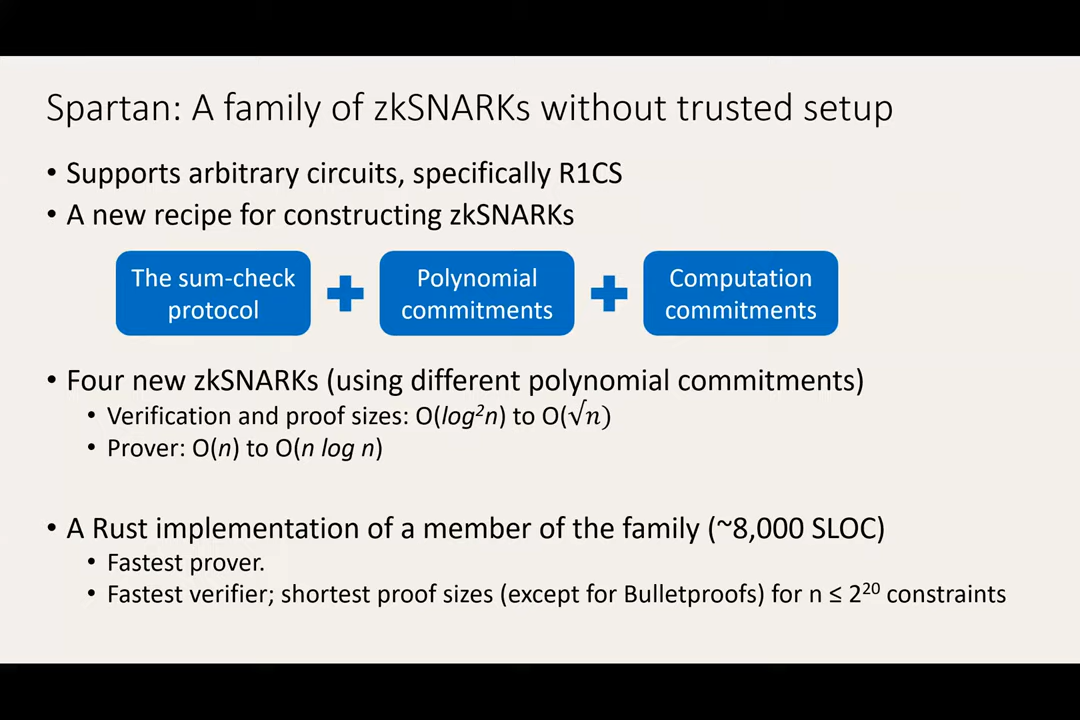 Spartan: A family of zkSNARKs without trusted setup
• Supports arbitrary circuits, specifically R1CS
• A new recipe for constructing zkSNARKs
The sum-check
protocol
Polynomial
commitments
Computation
commitments
• Four new zkSNARKs (using different polynomial commitments)
• Verification and proof sizes: O(log²n) to O(√n)
• Prover: O(n) to O(n log n)
• A Rust implementation of a member of the family (~8,000 SLOC)
• Fastest prover.
• Fastest verifier; shortest proof sizes (except for Bulletproofs) for n ≤ 2²⁰ constraints